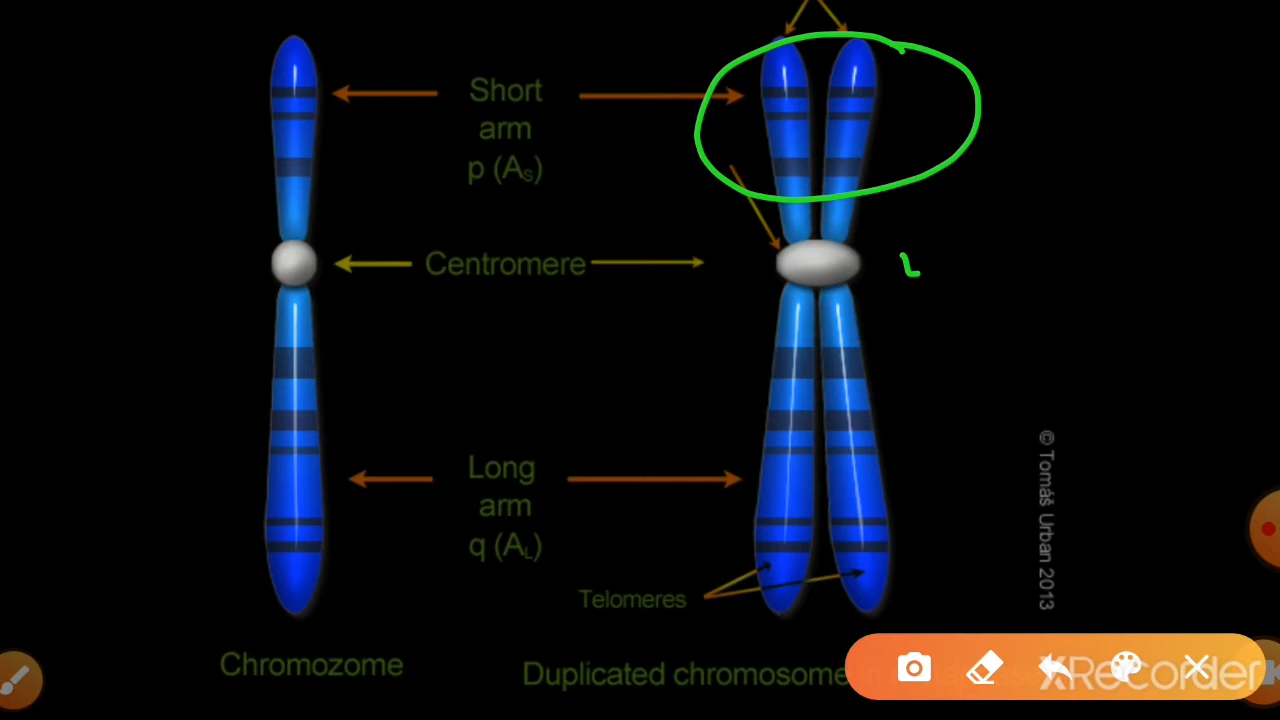 Short
arm
p (AS)
Centromere
Long
arm
q (AL)
Telomeres
© Tomáš Urban 2013
Chromozome
Duplicated chromosome
XRecorder